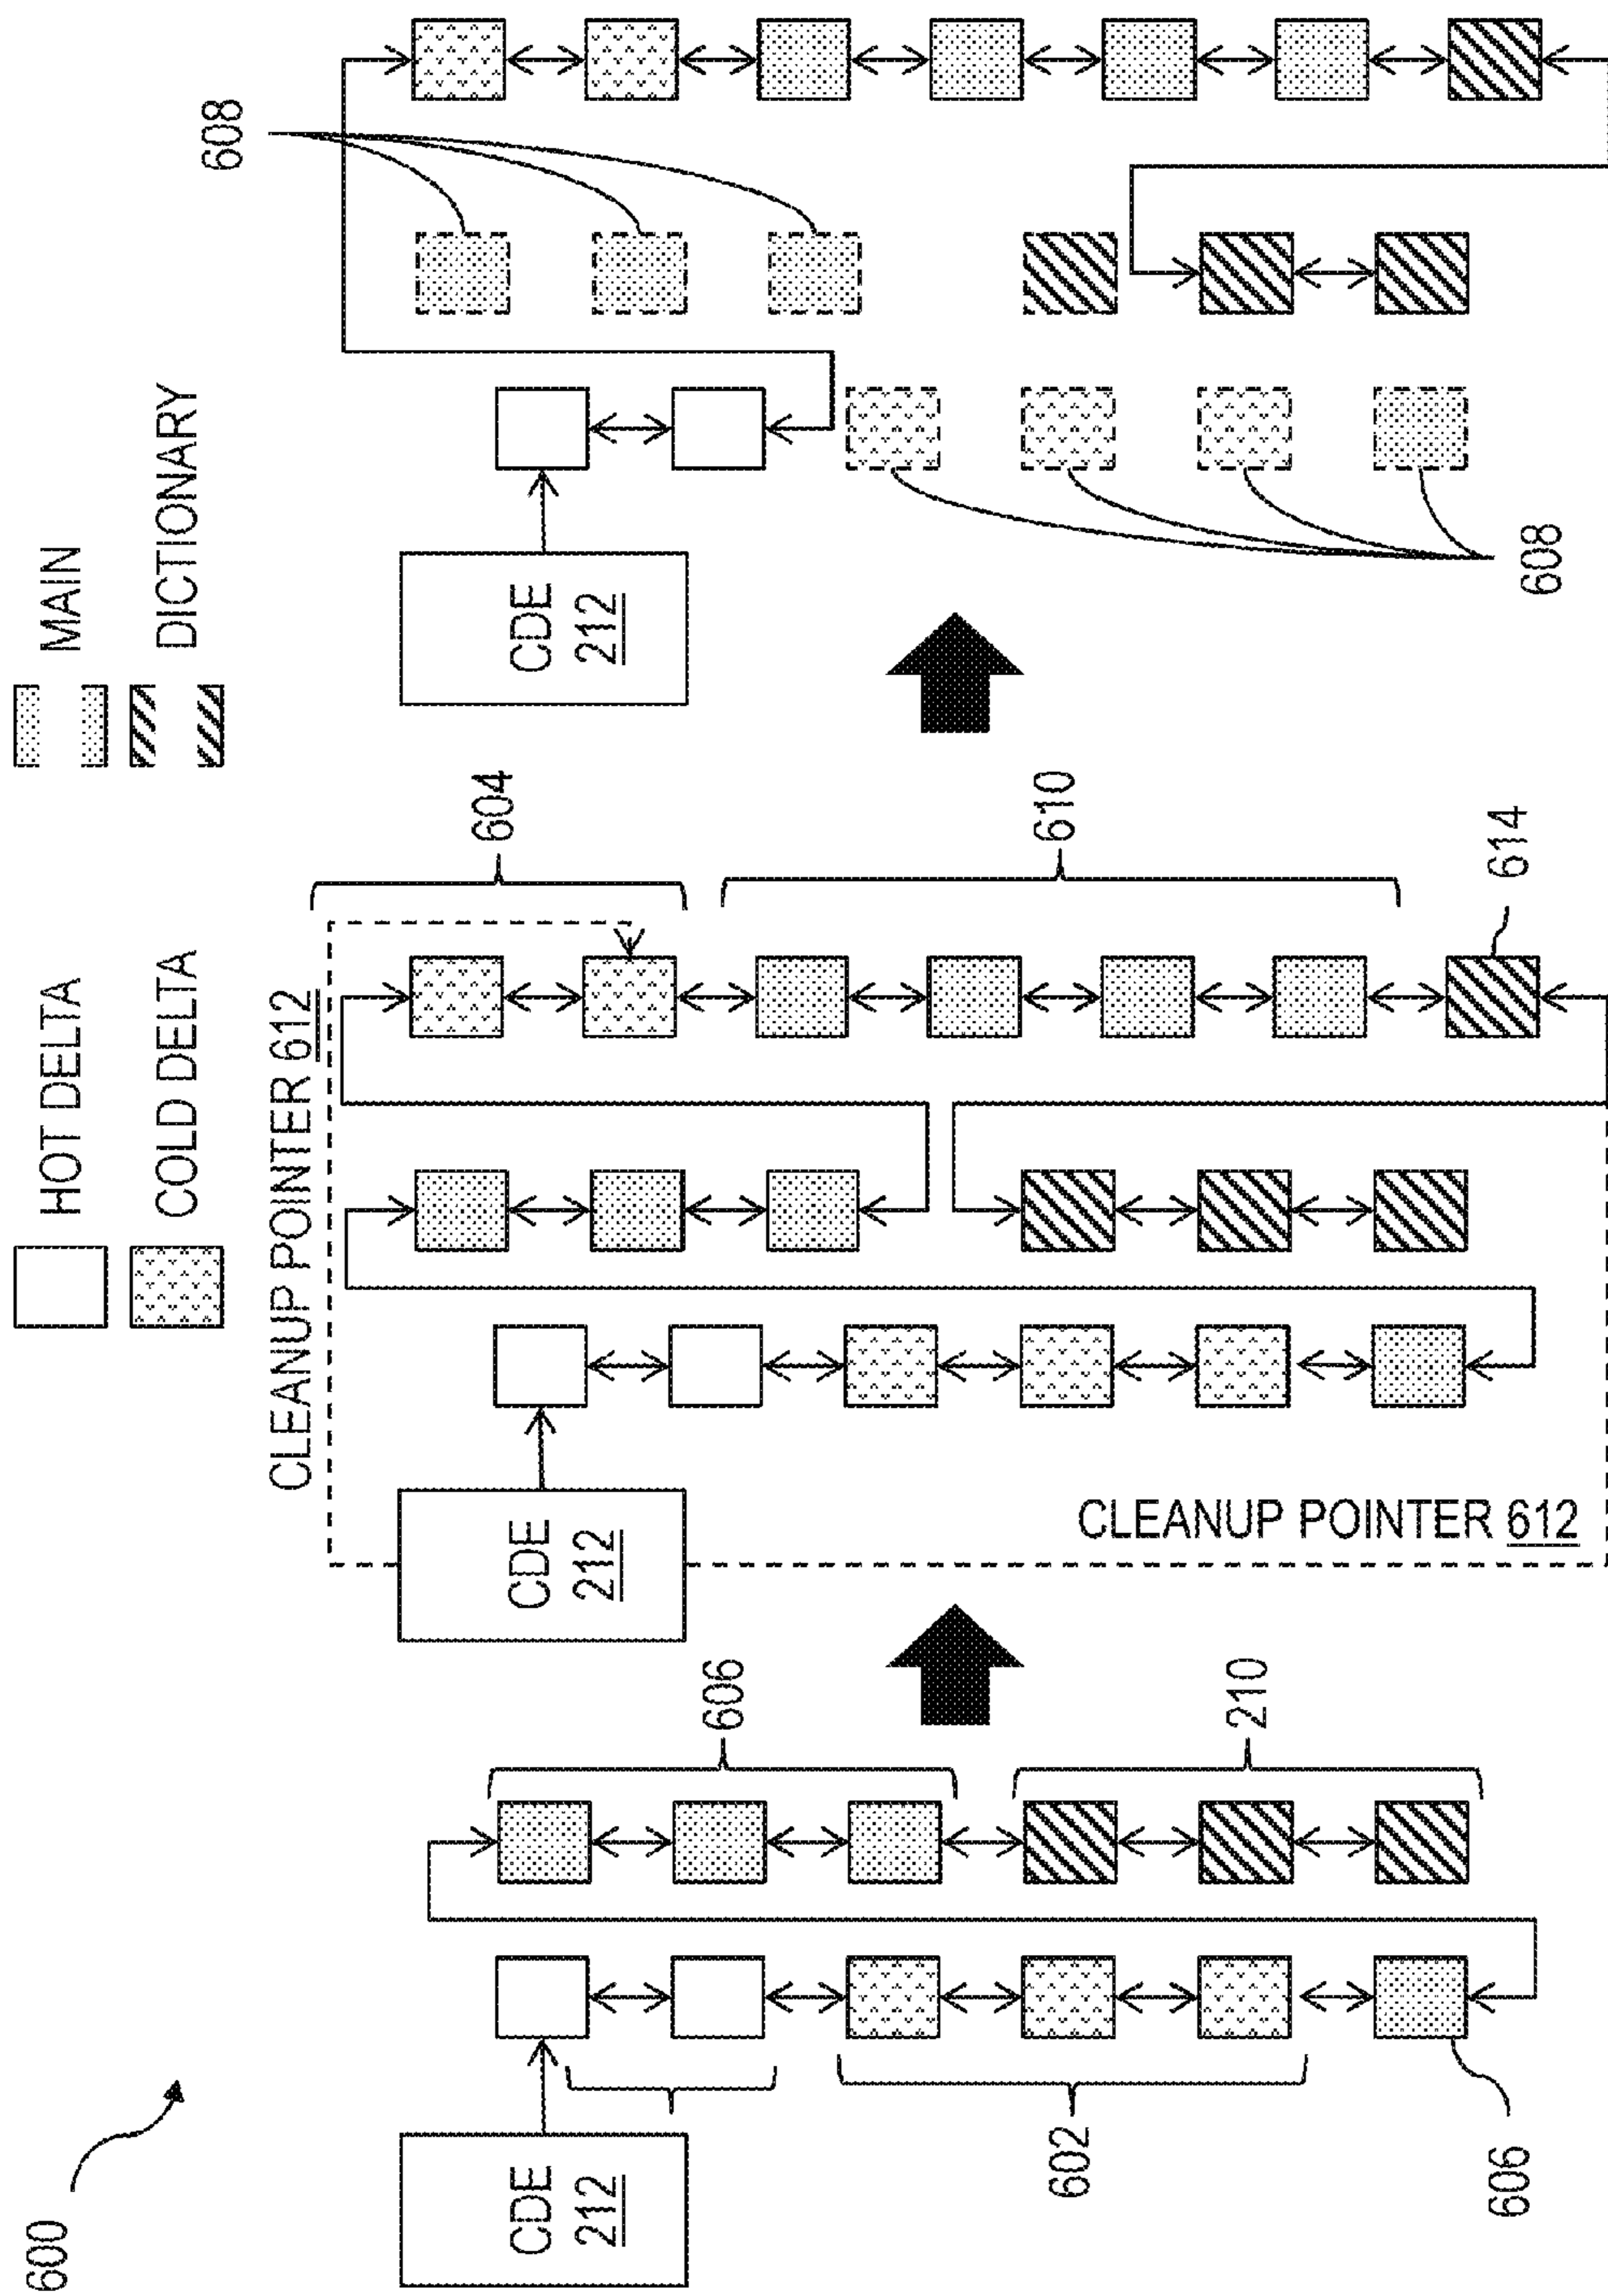 600
HOT DELTA
MAIN
COLD DELTA
DICTIONARY
CDE
212
602
606
606
210
CLEANUP POINTER 612
CDE
212
CLEANUP POINTER 612
604
610
614
CDE
212
608
608